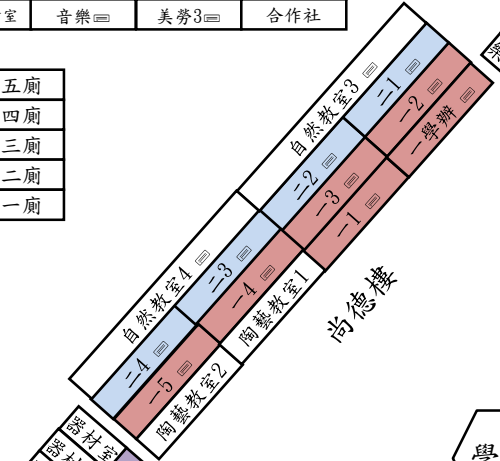 室
音樂
美勞3
合作社
五廁
四廁
三廁
二廁
一廁
自然教室3
二1
一2
一學辦
二2
一3
一1
自然教室4
二3
一4
陶藝教室1
二4
一5
陶藝教室2
尚德樓
器材室
器材
學